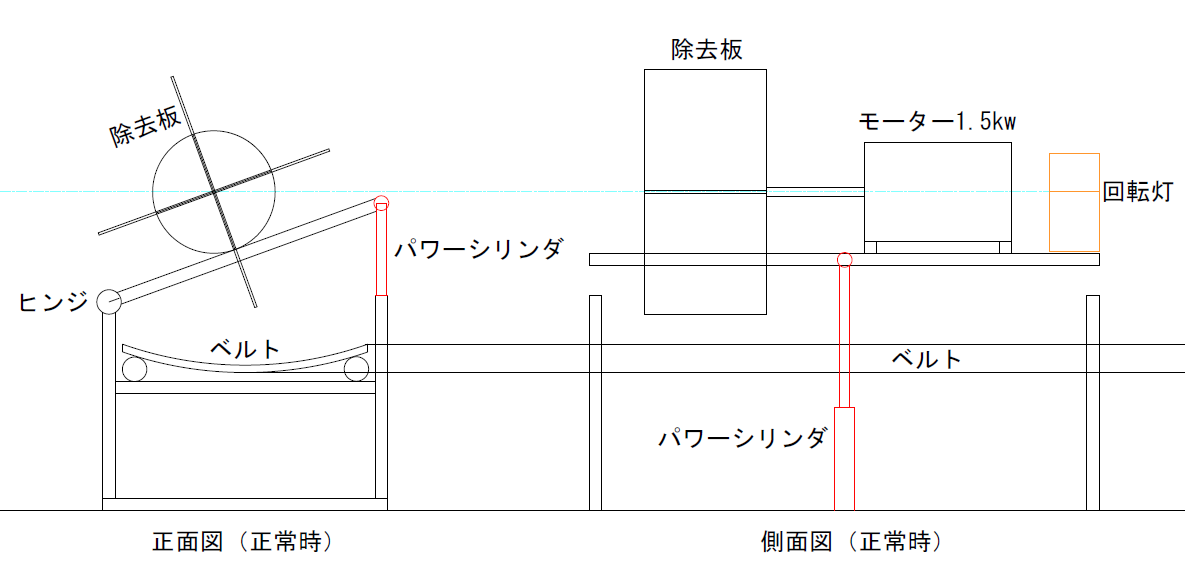 除去板
パワーシリンダ
ヒンジ
ベルト
正面図（正常時）
除去板
モーター1.5kw
回転灯
ベルト
パワーシリンダ
側面図（正常時）